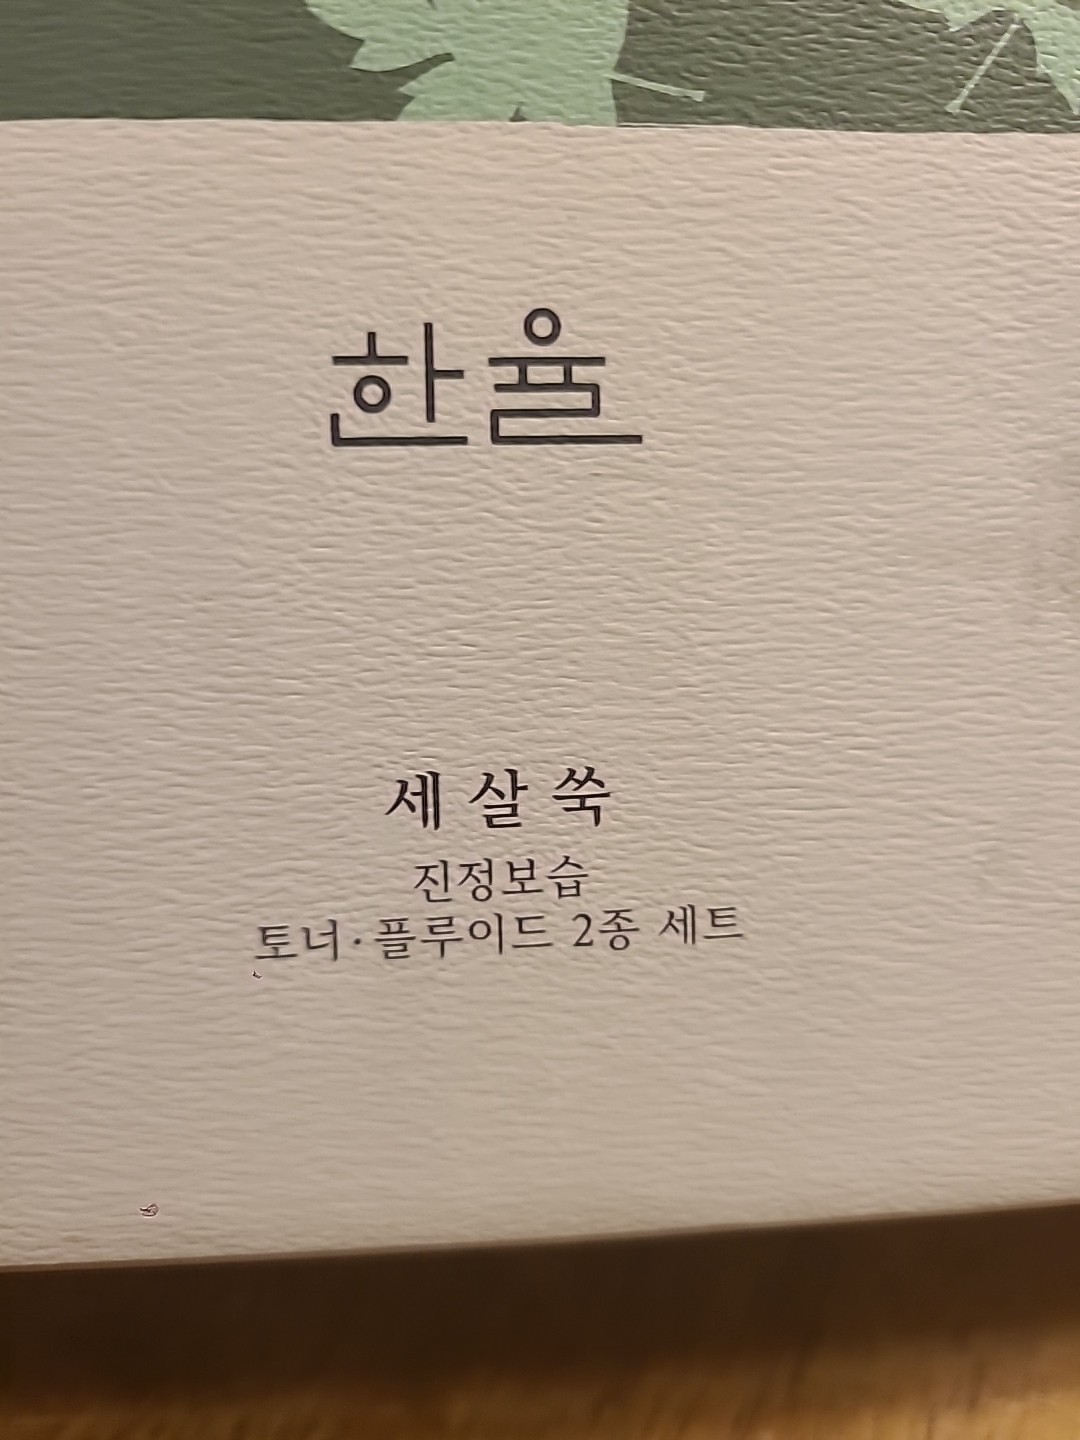 한율
세살쑥
진정보습
토너·플루이드 2종 세트